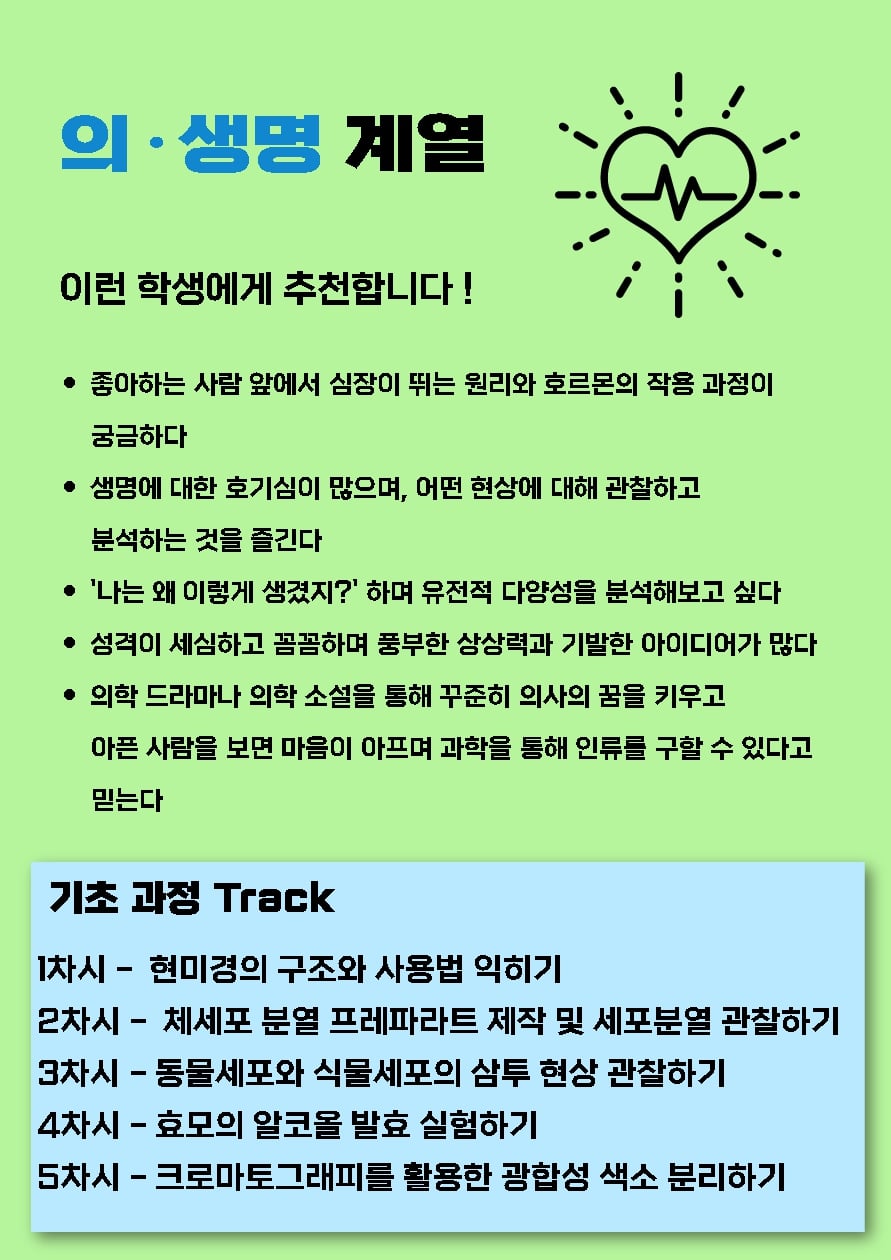 의·생명 계열
이런 학생에게 추천합니다 !
• 좋아하는 사람 앞에서 심장이 뛰는 원리와 호르몬의 작용 과정이
궁금하다
• 생명에 대한 호기심이 많으며, 어떤 현상에 대해 관찰하고
분석하는 것을 즐긴다
• '나는 왜 이렇게 생겼지?' 하며 유전적 다양성을 분석해보고 싶다
• 성격이 세심하고 꼼꼼하며 풍부한 상상력과 기발한 아이디어가 많다
• 의학 드라마나 의학 소설을 통해 꾸준히 의사의 꿈을 키우고
아픈 사람을 보면 마음이 아프며 과학을 통해 인류를 구할 수 있다고
믿는다
기초 과정 Track
1차시 - 현미경의 구조와 사용법 익히기
2차시 - 체세포 분열 프레파라트 제작 및 세포분열 관찰하기
3차시 - 동물세포와 식물세포의 삼투 현상 관찰하기
4차시 - 효모의 알코올 발효 실험하기
5차시 - 크로마토그래피를 활용한 광합성 색소 분리하기